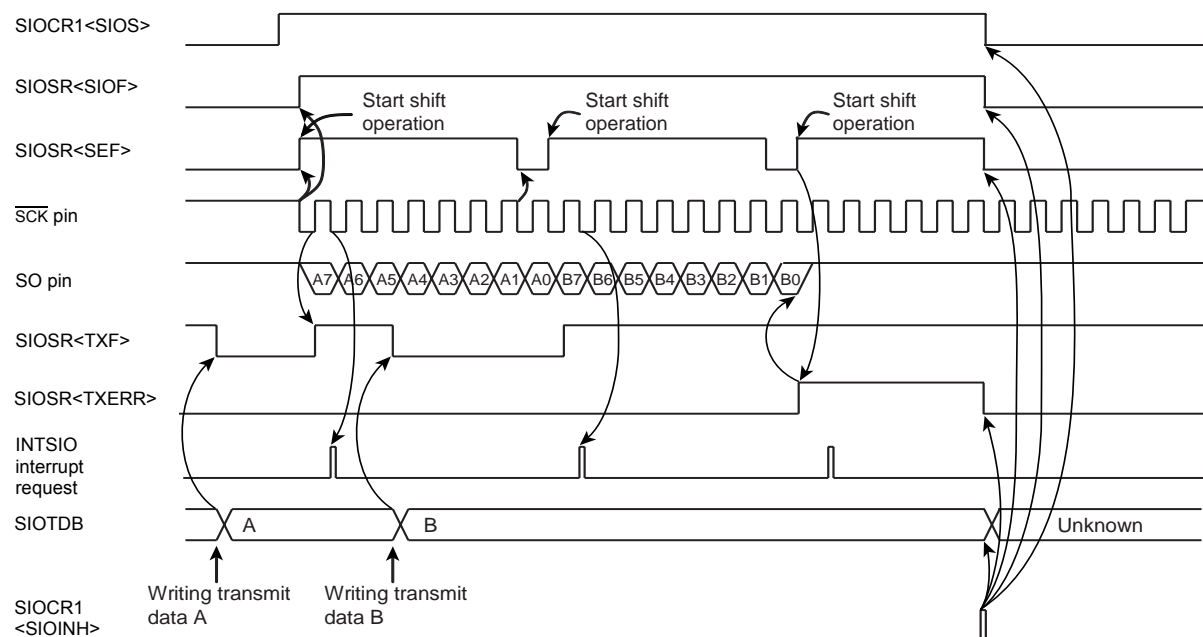 SIOCR1<SIOS>
SIOSR<SIOF>
Start shift
operation
Start shift
operation
Start shift
operation
SIOSR<SEF>
SCK pin
SO pin
A7 A6 A5 A4 A3 A2 A1 A0 B7 B6 B5 B4 B3 B2 B1 B0
SIOSR<TXF>
SIOSR<TXERR>
INTSIO
interrupt
request
SIOTDB
A
B
Unknown
Writing transmit
data A
Writing transmit
data B
SIOCR1
<SIOINH>